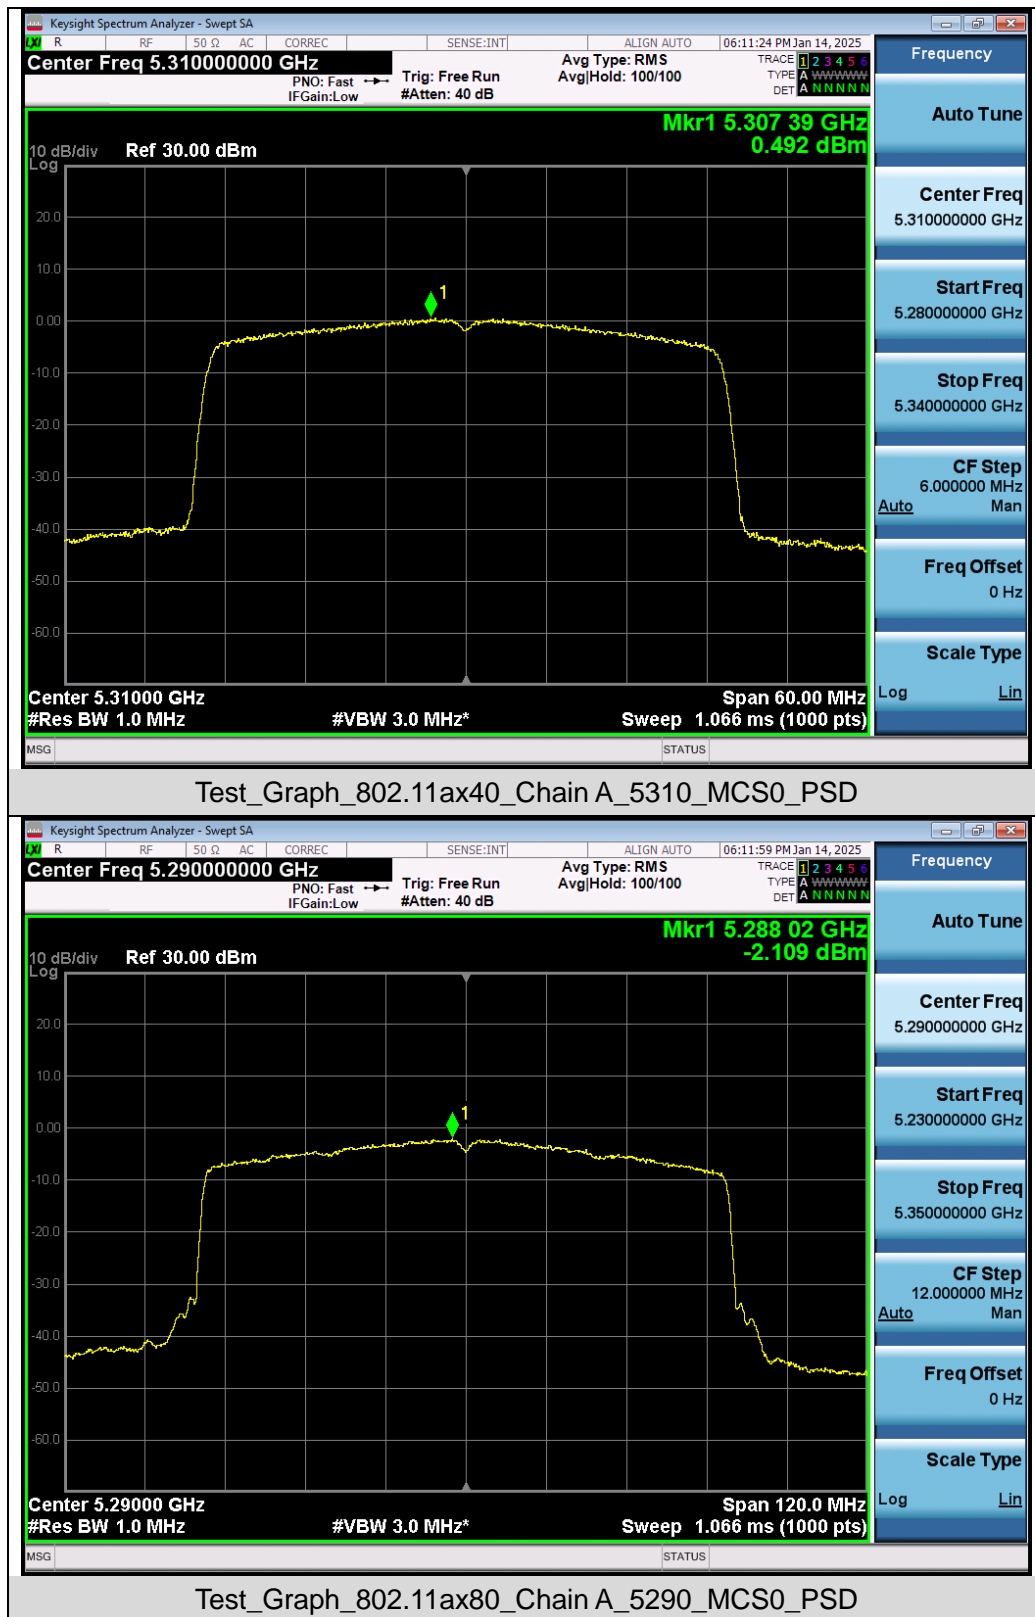 Keysight Spectrum Analyzer - Swept SA
LXI R RF 50 Ω AC CORREC SENSE:INT ALIGN AUTO 06:11:24 PM Jan 14, 2025
Center Freq 5.310000000 GHz
PNO: Fast
IFGain:Low
Trig: Free Run
#Atten: 40 dB
Avg Type: RMS
Avg|Hold: 100/100
TRACE 1 2 3 4 5 6
TYPE A WWWWW
DET A N N N N N
Mkr1 5.307 39 GHz
0.492 dBm
10 dB/div Ref 30.00 dBm
Log
20.0
10.0
1
0.00
-10.0
-20.0
-30.0
-40.0
-50.0
-60.0
Center 5.31000 GHz Span 60.00 MHz
#Res BW 1.0 MHz #VBW 3.0 MHz* Sweep 1.066 ms (1000 pts)
MSG STATUS
Frequency
Auto Tune
Center Freq
5.310000000 GHz
Start Freq
5.280000000 GHz
Stop Freq
5.340000000 GHz
CF Step
6.000000 MHz
Auto Man
Freq Offset
0 Hz
Scale Type
Log Lin
Test_Graph_802.11ax40_Chain A_5310_MCS0_PSD
Keysight Spectrum Analyzer - Swept SA
LXI R RF 50 Ω AC CORREC SENSE:INT ALIGN AUTO 06:11:59 PM Jan 14, 2025
Center Freq 5.290000000 GHz
PNO: Fast
IFGain:Low
Trig: Free Run
#Atten: 40 dB
Avg Type: RMS
Avg|Hold: 100/100
TRACE 1 2 3 4 5 6
TYPE A WWWWW
DET A N N N N N
Mkr1 5.288 02 GHz
-2.109 dBm
10 dB/div Ref 30.00 dBm
Log
20.0
10.0
1
0.00
-10.0
-20.0
-30.0
-40.0
-50.0
-60.0
Center 5.29000 GHz Span 120.0 MHz
#Res BW 1.0 MHz #VBW 3.0 MHz* Sweep 1.066 ms (1000 pts)
MSG STATUS
Frequency
Auto Tune
Center Freq
5.290000000 GHz
Start Freq
5.230000000 GHz
Stop Freq
5.350000000 GHz
CF Step
12.000000 MHz
Auto Man
Freq Offset
0 Hz
Scale Type
Log Lin
Test_Graph_802.11ax80_Chain A_5290_MCS0_PSD